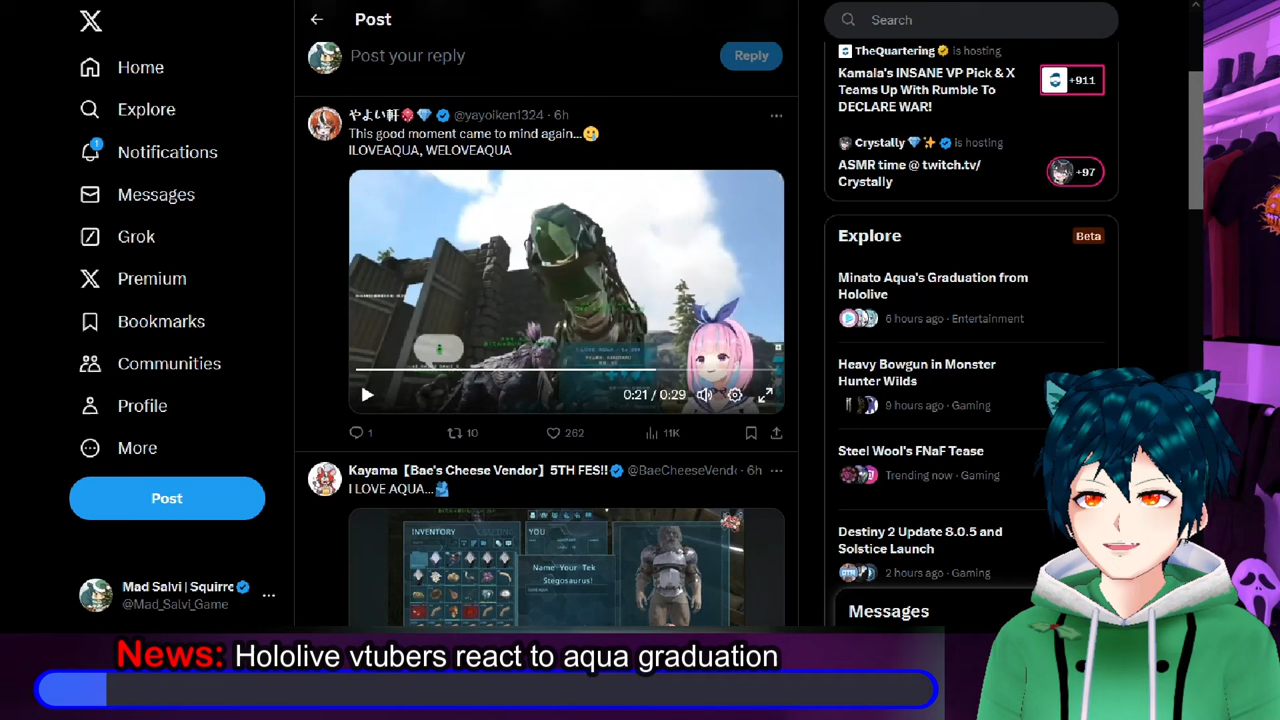 Home
Explore
1
Notifications
Messages
Grok
Premium
Bookmarks
Communities
Profile
More
Post
Mad Salvi | Squirre
@Mad_Salvi_Game
Post
Post your reply
Reply
やよい軒 @yayoiken1324 · 6h
This good moment came to mind again...🥲
ILOVEAQUA, WELOVEAQUA
0:21 / 0:29
1
10
262
11K
Kayama【Bae's Cheese Vendor】5TH FES!! @BaeCheeseVend · 6h
I LOVE AQUA...🫂
INVENTORY
YOU
Name Your Tek
Stegosaurus!
Search
TheQuartering is hosting
Kamala's INSANE VP Pick & X
Teams Up With Rumble To
DECLARE WAR!
+911
Crystally 💎✨ is hosting
ASMR time @ twitch.tv/
Crystally
+97
Explore
Beta
Minato Aqua's Graduation from
Hololive
6 hours ago · Entertainment
Heavy Bowgun in Monster
Hunter Wilds
9 hours ago · Gaming
Steel Wool's FNaF Tease
Trending now · Gaming
Destiny 2 Update 8.0.5 and
Solstice Launch
2 hours ago · Gaming
Messages
News: Hololive vtubers react to aqua graduation